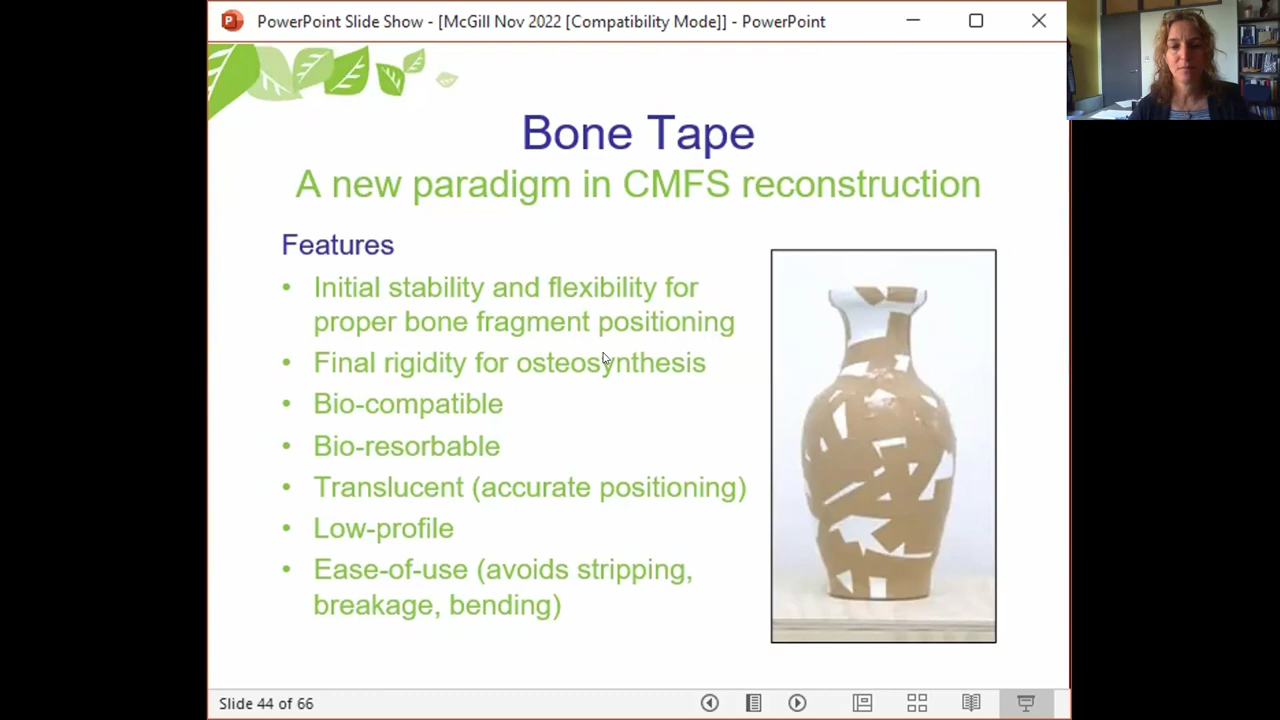 PowerPoint Slide Show - [McGill Nov 2022 [Compatibility Mode]] - PowerPoint
Bone Tape
A new paradigm in CMFS reconstruction
Features
• Initial stability and flexibility for
proper bone fragment positioning
• Final rigidity for osteosynthesis
• Bio-compatible
• Bio-resorbable
• Translucent (accurate positioning)
• Low-profile
• Ease-of-use (avoids stripping,
breakage, bending)
Slide 44 of 66